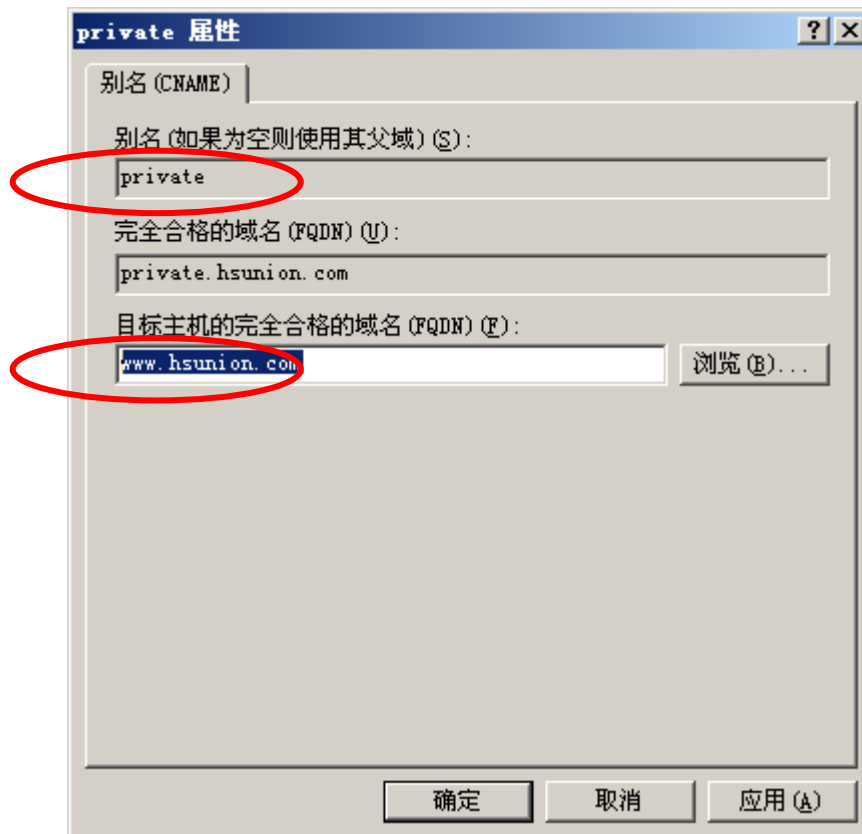 private 属性
别名(CNAME)
别名(如果为空则使用其父域)(S):
private
完全合格的域名(FQDN)(U):
private.hsunion.com
目标主机的完全合格的域名(FQDN)(F):
www.hsunion.com
浏览(B)...
确定
取消
应用(A)